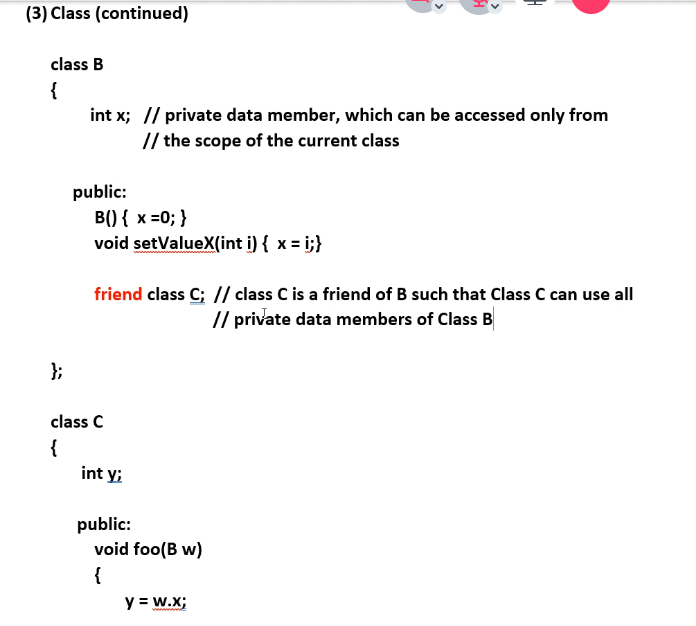 (3) Class (continued)
class B
{
int x; // private data member, which can be accessed only from
// the scope of the current class
public:
B() { x =0; }
void setValueX(int i) { x = i;}
friend class C; // class C is a friend of B such that Class C can use all
// private data members of Class B
};
class C
{
int y;
public:
void foo(B w)
{
y = w.x;